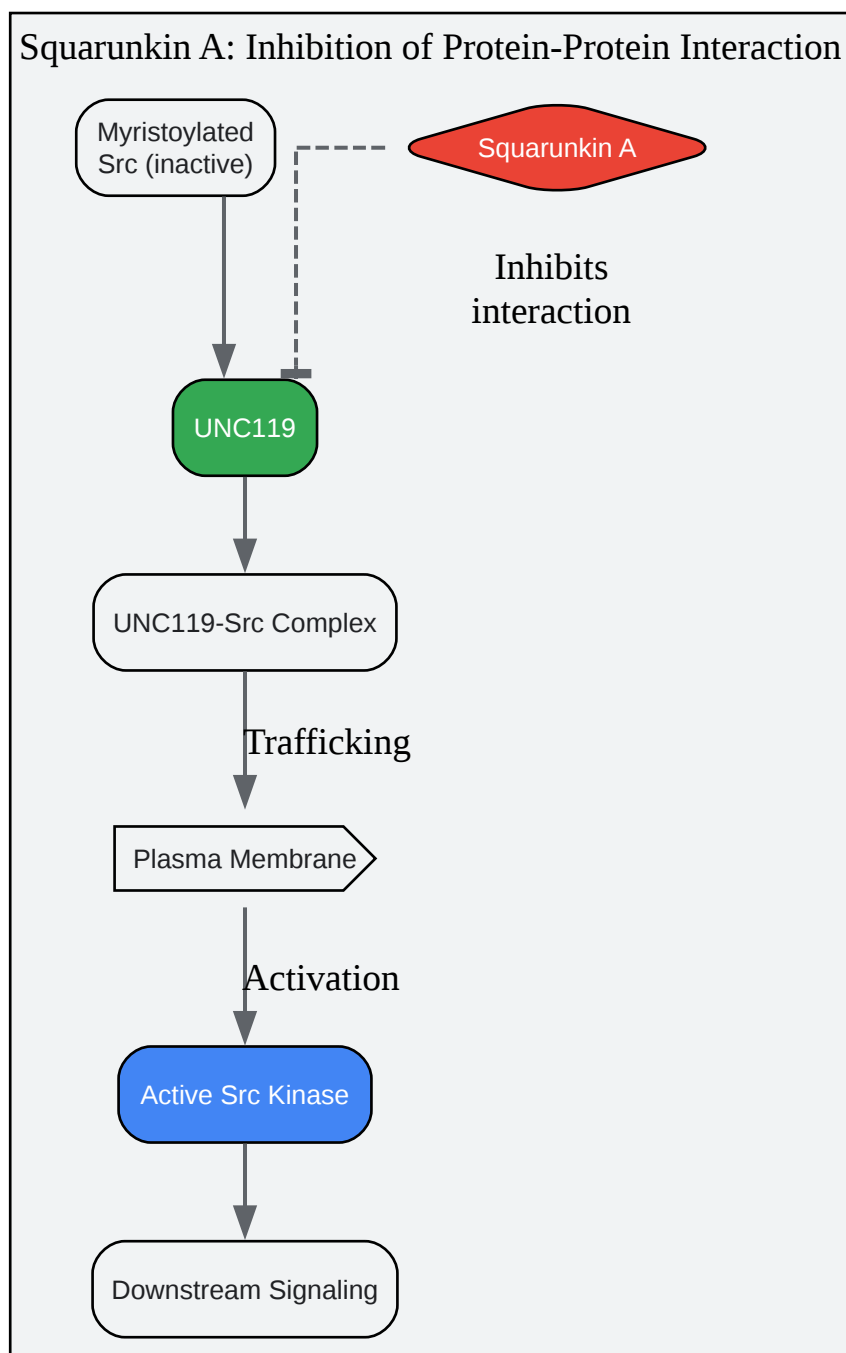 Squarunkin A: Inhibition of Protein-Protein Interaction
Myristoylated
Src (inactive)
Squarunkin A
Inhibits
interaction
UNC119
UNC119-Src Complex
Trafficking
Plasma Membrane
Activation
Active Src Kinase
Downstream Signaling